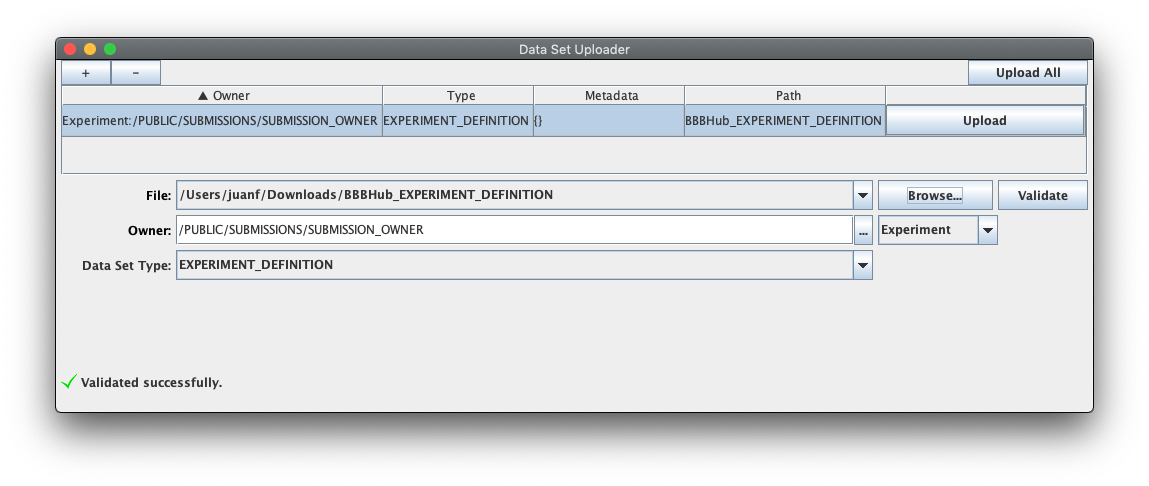 Data Set Uploader
+ - Upload All
▲ Owner Type Metadata Path
Experiment:/PUBLIC/SUBMISSIONS/SUBMISSION_OWNER EXPERIMENT_DEFINITION {} BBBHub_EXPERIMENT_DEFINITION Upload
File: /Users/juanf/Downloads/BBBHub_EXPERIMENT_DEFINITION Browse... Validate
Owner: /PUBLIC/SUBMISSIONS/SUBMISSION_OWNER ... Experiment
Data Set Type: EXPERIMENT_DEFINITION
Validated successfully.